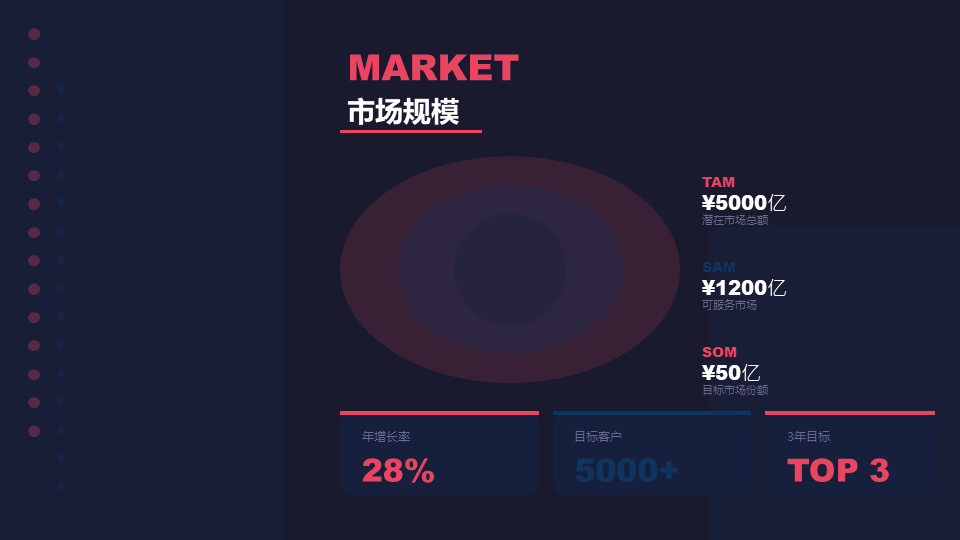 MARKET
市场规模
TAM
¥5000亿
潜在市场总额
SAM
¥1200亿
可服务市场
SOM
¥50亿
目标市场份额
年增长率
28%
目标客户
5000+
3年目标
TOP 3